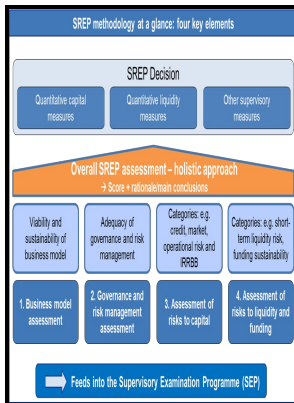 SREP methodology at a glance: four key elements
SREP Decision
Quantitative capital
measures
Quantitative liquidity
measures
Other supervisory
measures
Overall SREP assessment – holistic approach
→ Score + rationale/main conclusions
Viability and
sustainability of
business model
Adequacy of
governance and risk
management
Categories: e.g.
credit, market,
operational risk and
IRRBB
Categories: e.g. short-
term liquidity risk,
funding sustainability
1. Business model
assessment
2. Governance and
risk management
assessment
3. Assessment of
risks to capital
4. Assessment of
risks to liquidity and
funding
Feeds into the Supervisory Examination Programme (SEP)